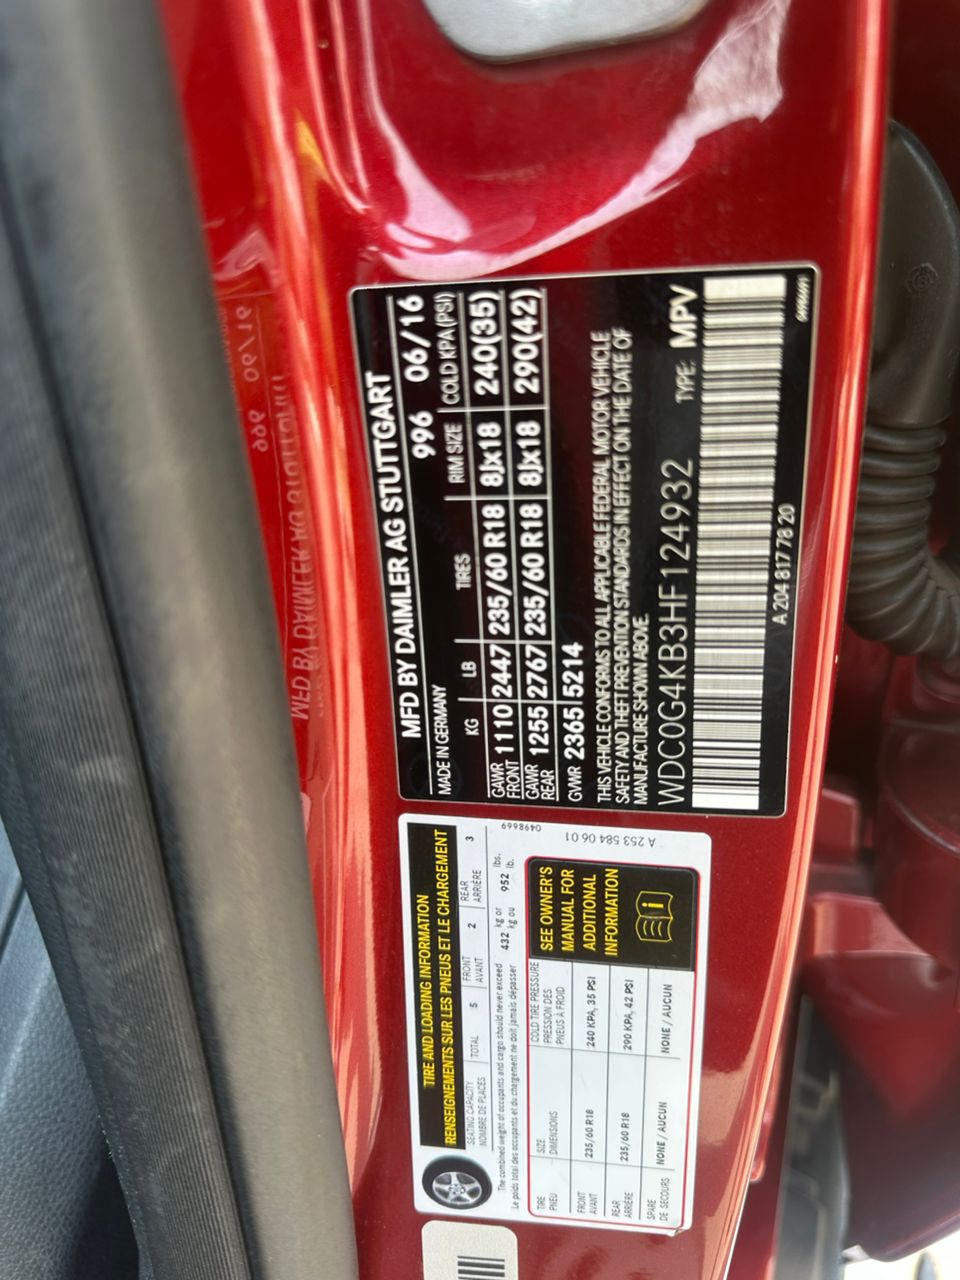 MFD BY DAIMLER AG STUTTGART
MADE IN GERMANY 996 06/16
KG LB TIRES RIM SIZE COLD KPA(PSI)
GAWR FRONT 1110 2447 235/60 R18 8Jx18 240(35)
GAWR REAR 1255 2767 235/60 R18 8Jx18 290(42)
GVWR 2365 5214
THIS VEHICLE CONFORMS TO ALL APPLICABLE FEDERAL MOTOR VEHICLE
SAFETY AND THEFT PREVENTION STANDARDS IN EFFECT ON THE DATE OF
MANUFACTURE SHOWN ABOVE.
WDC0G4KB3HF124932 TYPE: MPV
A 204 817 78 20
TIRE AND LOADING INFORMATION
RENSEIGNEMENTS SUR LES PNEUS ET LE CHARGEMENT
SEATING CAPACITY
NOMBRE DE PLACES
TOTAL 5
FRONT
AVANT 2
REAR
ARRIÈRE 3
The combined weight of occupants and cargo should never exceed 432 kg or 952 lbs.
Le poids total des occupants et du chargement ne doit jamais dépasser kg ou lb.
TIRE
PNEU
SIZE
DIMENSIONS
COLD TIRE PRESSURE
PRESSION DES
PNEUS À FROID
FRONT
AVANT
235/60 R18 240 KPA, 35 PSI
REAR
ARRIÈRE
235/60 R18 290 KPA, 42 PSI
SPARE
DE SECOURS
NONE / AUCUN NONE / AUCUN
SEE OWNER'S
MANUAL FOR
ADDITIONAL
INFORMATION
A 253 584 06 01